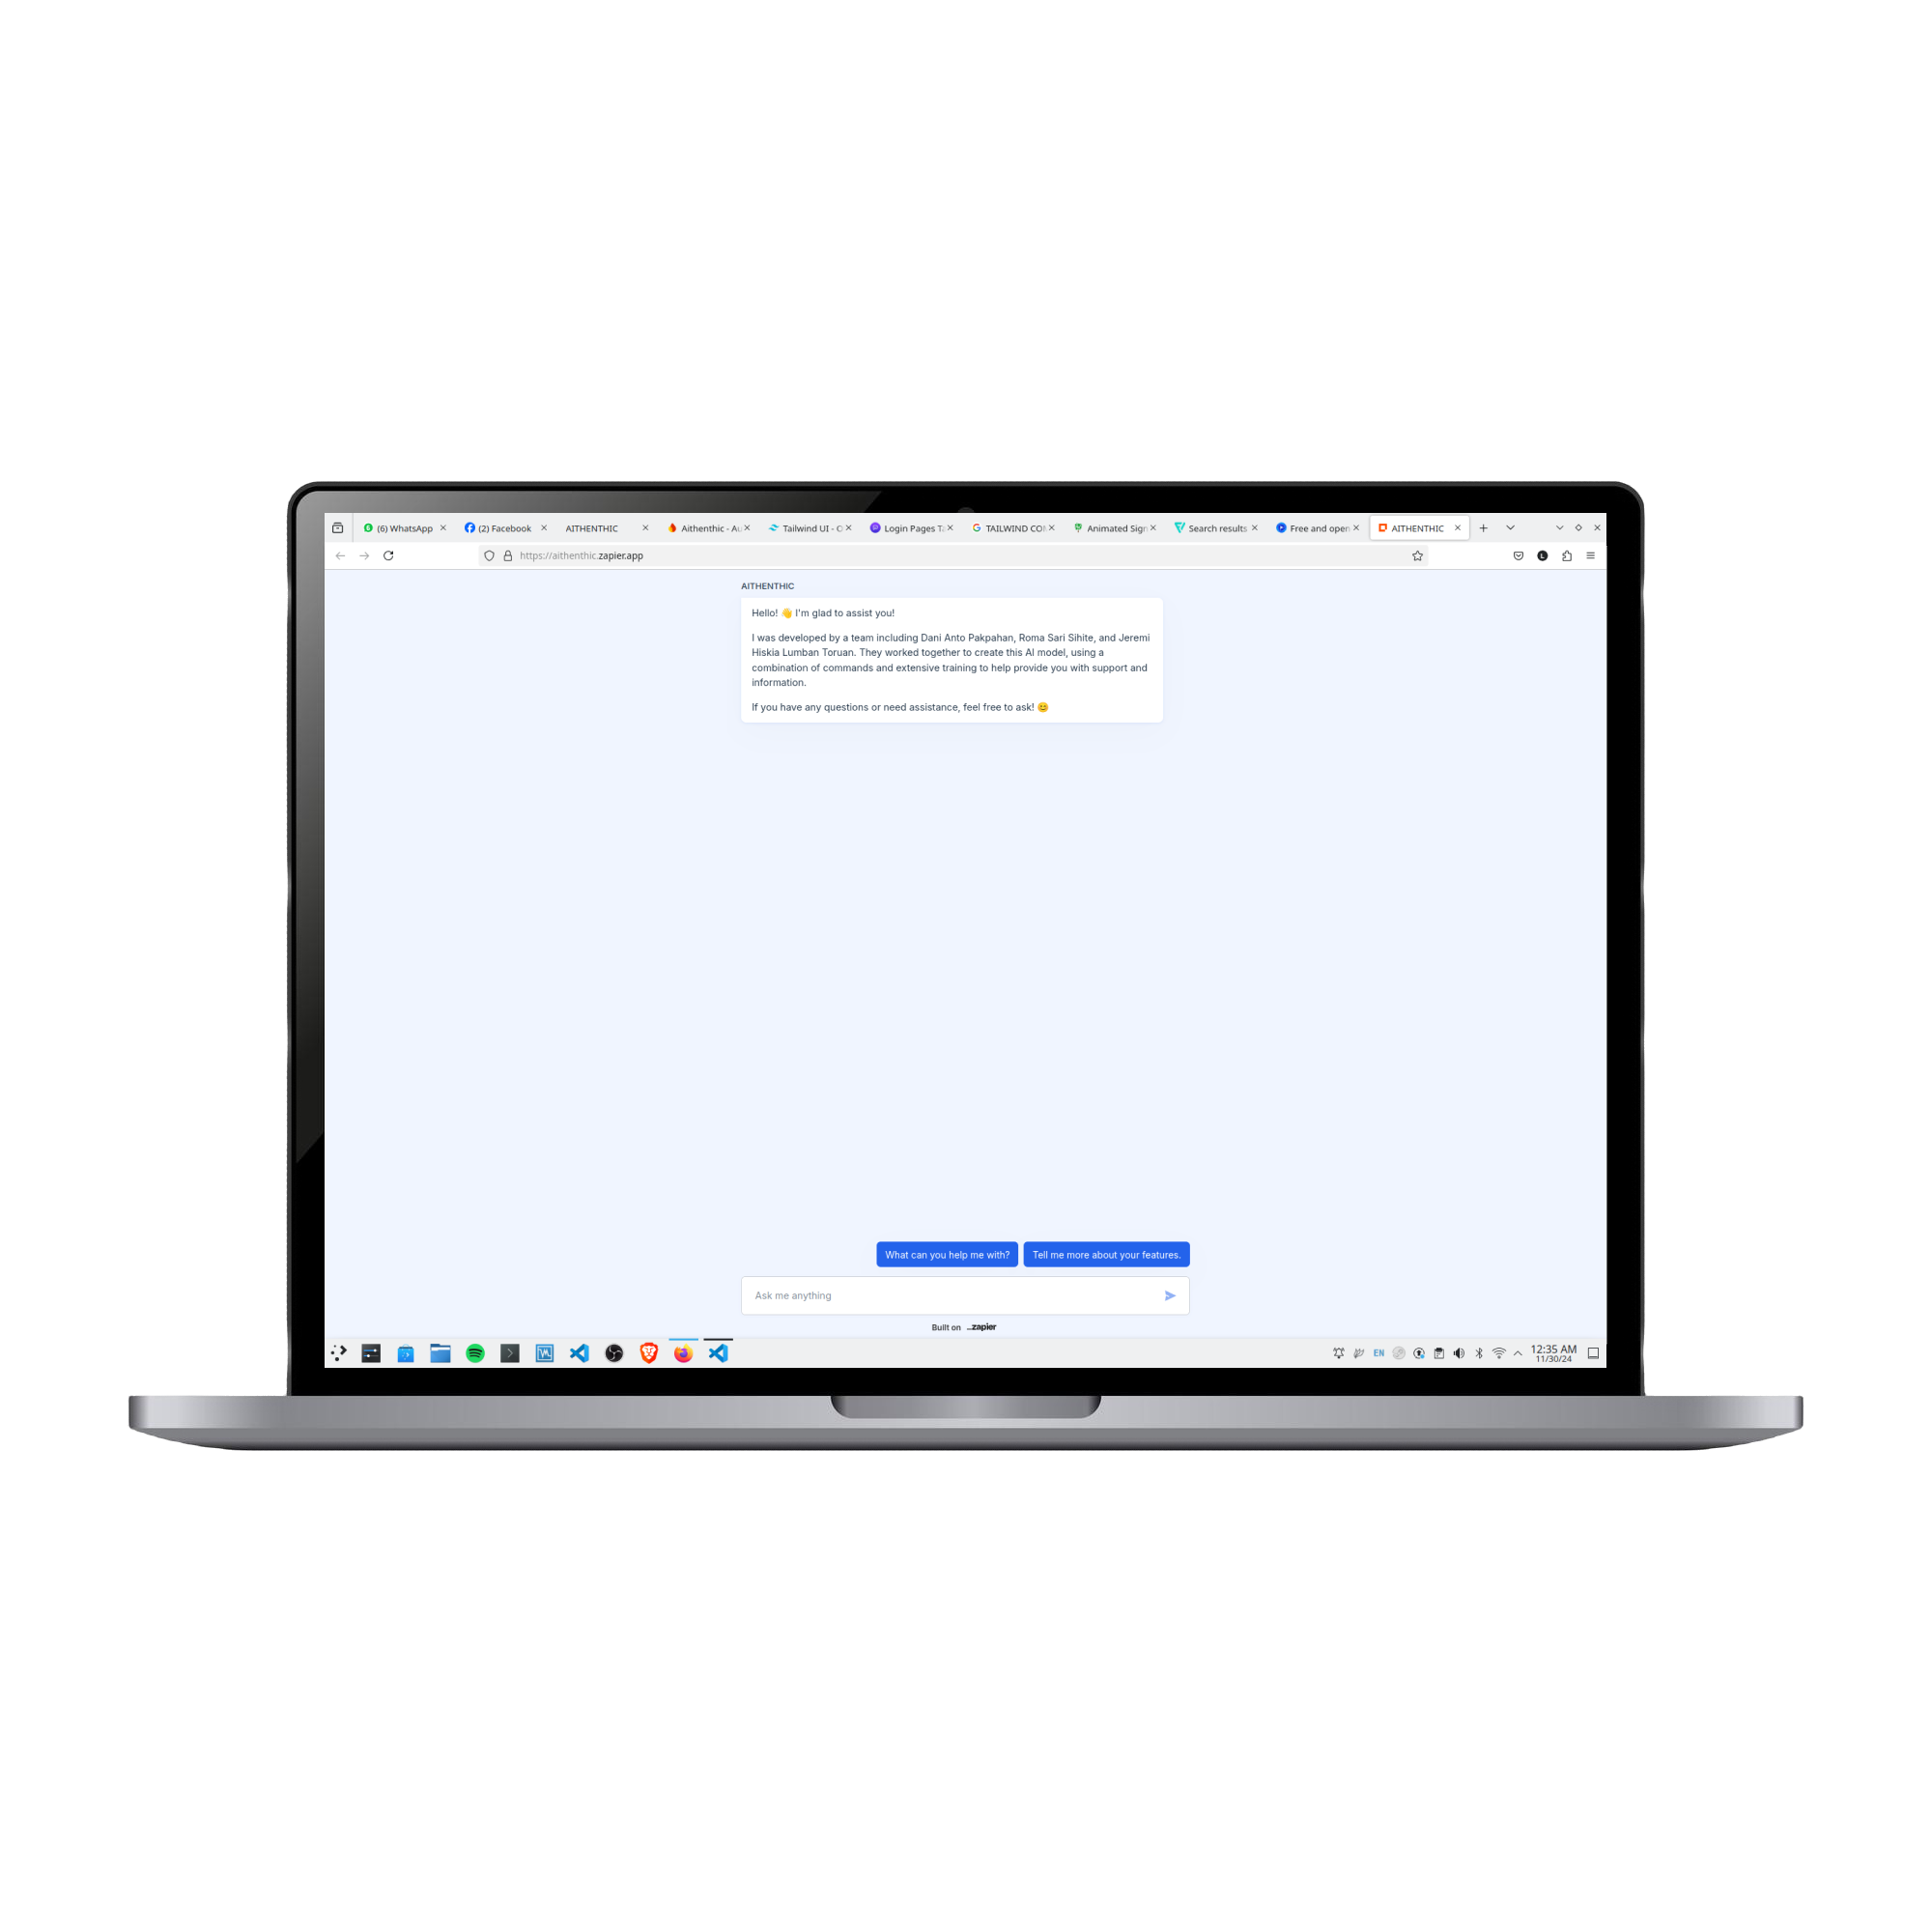 (6) WhatsApp
(2) Facebook
AITHENTHIC
Aithenthic - Au
Tailwind UI - O
Login Pages Ta
TAILWIND CO
Animated Sign
Search results
Free and open
AITHENTHIC
https://aithenthic.zapier.app
AITHENTHIC
Hello! 👋 I'm glad to assist you!
I was developed by a team including Dani Anto Pakpahan, Roma Sari Sihite, and Jeremi
Hiskia Lumban Toruan. They worked together to create this AI model, using a
combination of commands and extensive training to help provide you with support and
information.
If you have any questions or need assistance, feel free to ask! 😊
What can you help me with?
Tell me more about your features.
Ask me anything
Built on _zapier
EN
12:35 AM
11/30/24